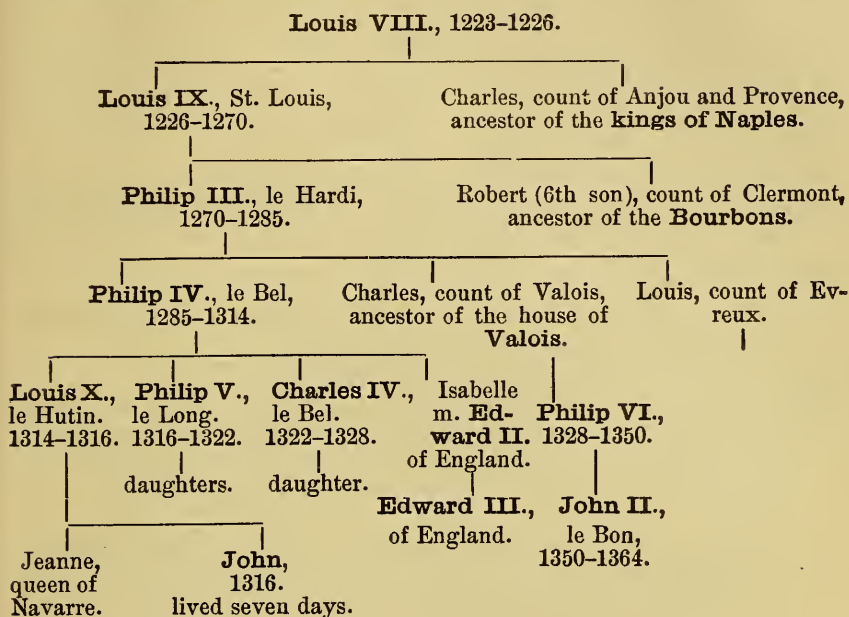 Louis VIII., 1223–1226.
Louis IX., St. Louis,
1226–1270.
Charles, count of Anjou and Provence,
ancestor of the kings of Naples.
Philip III., le Hardi,
1270–1285.
Robert (6th son), count of Clermont,
ancestor of the Bourbons.
Philip IV., le Bel,
1285–1314.
Charles, count of Valois,
ancestor of the house of
Valois.
Louis, count of Ev-
reux.
Louis X.,
le Hutin.
1314–1316.
Philip V.,
le Long.
1316–1322.
Charles IV.,
le Bel.
1322–1328.
Isabelle
m. Ed-
ward II.
of England.
Philip VI.,
1328–1350.
daughters.
daughter.
Edward III.,
of England.
John II.,
le Bon,
1350–1364.
Jeanne,
queen of
Navarre.
John,
1316.
lived seven days.